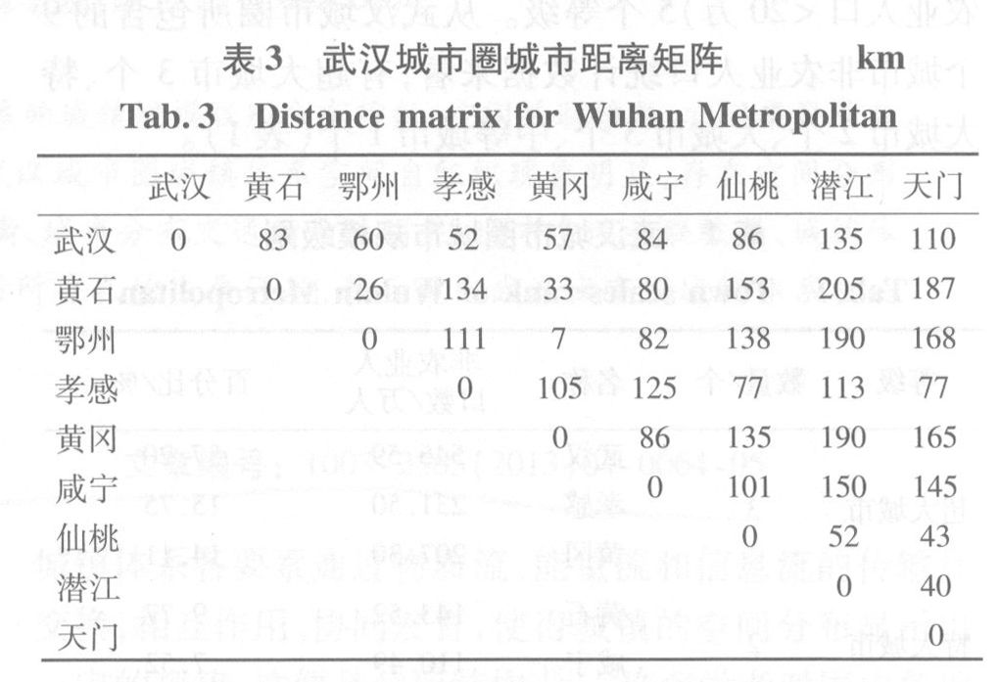 表3 武汉城市圈城市距离矩阵 km
Tab. 3 Distance matrix for Wuhan Metropolitan
武汉 黄石 鄂州 孝感 黄冈 咸宁 仙桃 潜江 天门
武汉 0 83 60 52 57 84 86 135 110
黄石 0 26 134 33 80 153 205 187
鄂州 0 111 7 82 138 190 168
孝感 0 105 125 77 113 77
黄冈 0 86 135 190 165
咸宁 0 101 150 145
仙桃 0 52 43
潜江 0 40
天门 0